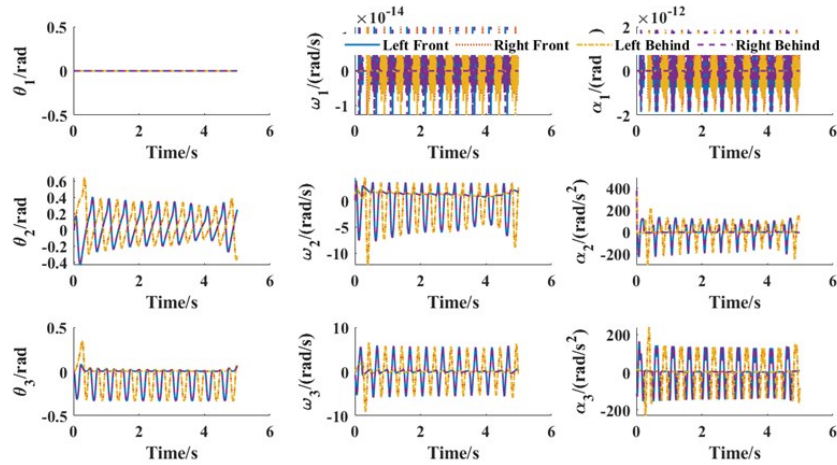 ×10⁻¹⁴ ×10⁻¹²
Left Front Right Front Left Behind Right Behind
θ₁/rad 0.5 0 -0.5 0 2 4 6 Time/s
ω₁/(rad/s) 0 -1 0 2 4 6 Time/s
α₁/(rad 2 0 -2 0 2 4 6 Time/s
θ₂/rad 0.6 0.4 0.2 0 -0.2 -0.4 0 2 4 6 Time/s
ω₂/(rad/s) 0 -5 -10 0 2 4 6 Time/s
α₂/(rad/s²) 400 200 0 -200 0 2 4 6 Time/s
θ₃/rad 0.5 0 -0.5 0 2 4 6 Time/s
ω₃/(rad/s) 10 0 -10 0 2 4 6 Time/s
α₃/(rad/s²) 200 0 -200 0 2 4 6 Time/s